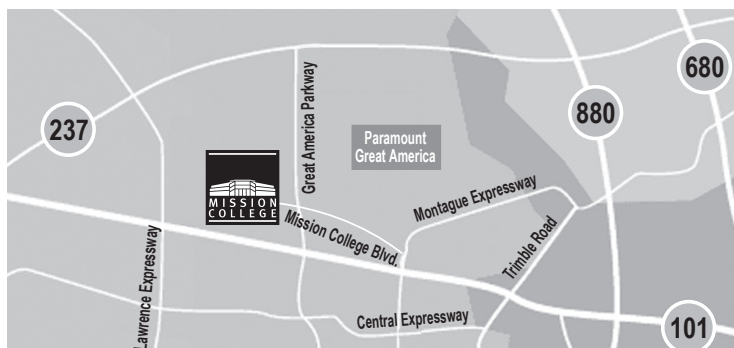 680
880
237
Great America Parkway
Paramount
Great America
MISSION
COLLEGE
Mission College Blvd.
Montague Expressway
Trimble Road
Lawrence Expressway
Central Expressway
101